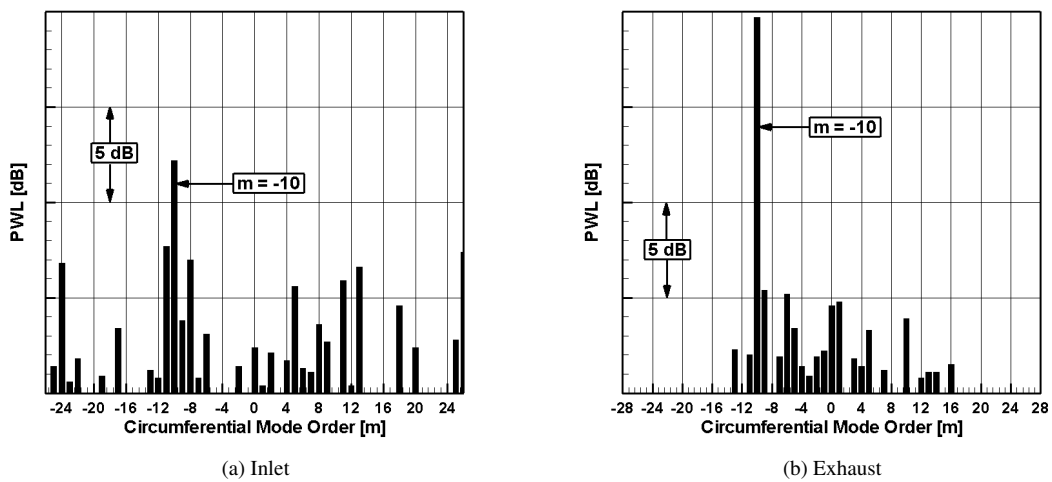 PWL [dB]
5 dB
m = -10
-24 -20 -16 -12 -8 -4 0 4 8 12 16 20 24
Circumferential Mode Order [m]
(a) Inlet
PWL [dB]
m = -10
5 dB
-28 -24 -20 -16 -12 -8 -4 0 4 8 12 16 20 24 28
Circumferential Mode Order [m]
(b) Exhaust